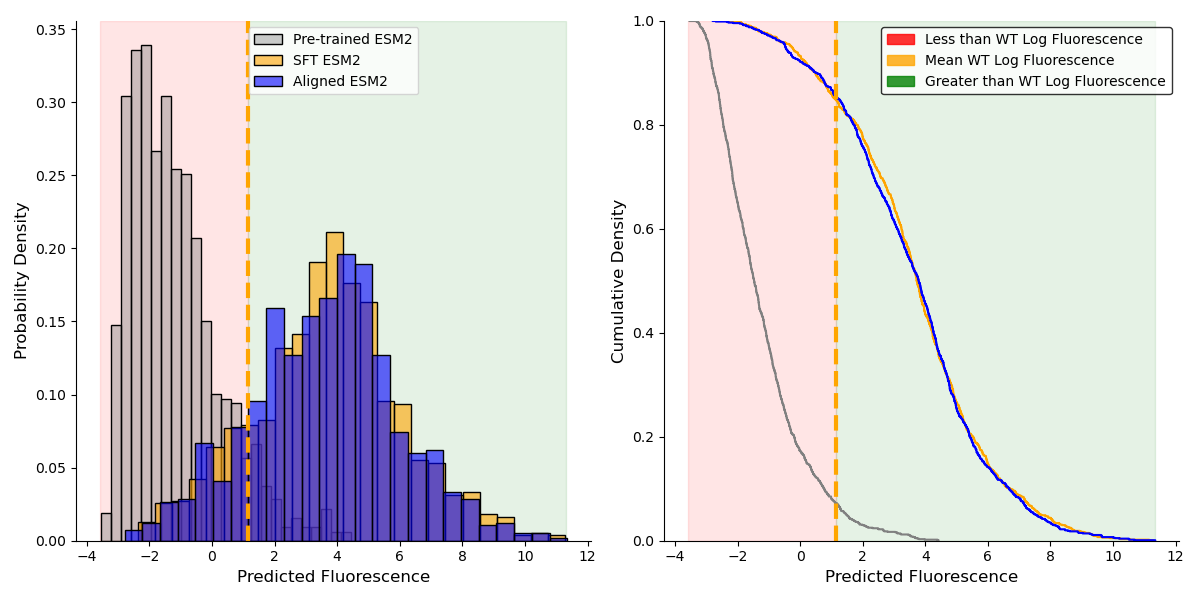 Pre-trained ESM2
SFT ESM2
Aligned ESM2
0.35
0.30
0.25
0.20
0.15
0.10
0.05
0.00
Probability Density
−4 −2 0 2 4 6 8 10 12
Predicted Fluorescence
Less than WT Log Fluorescence
Mean WT Log Fluorescence
Greater than WT Log Fluorescence
1.0
0.8
0.6
0.4
0.2
0.0
Cumulative Density
−4 −2 0 2 4 6 8 10 12
Predicted Fluorescence